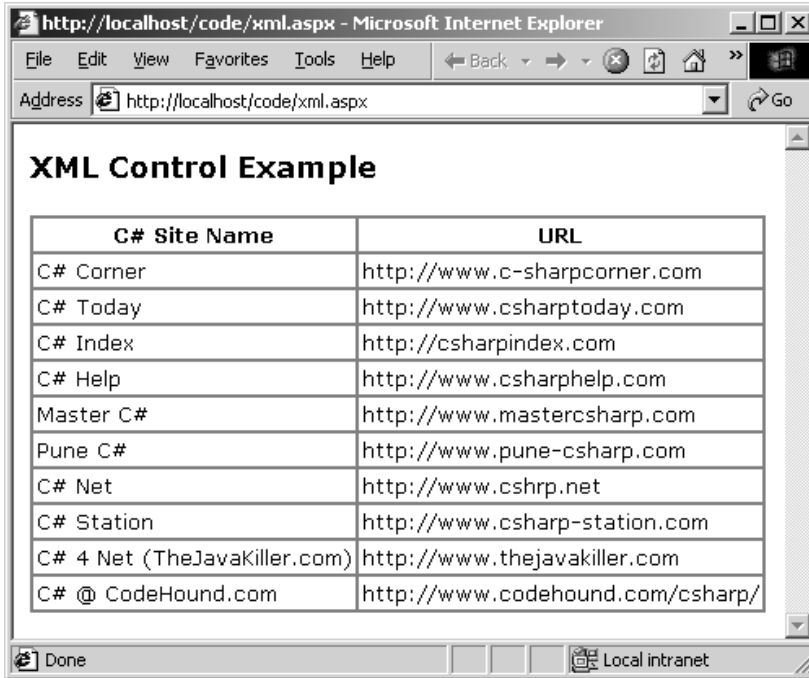 http://localhost/code/xml.aspx - Microsoft Internet Explorer
File Edit View Favorites Tools Help Back »
Address http://localhost/code/xml.aspx Go
XML Control Example
C# Site Name URL
C# Corner http://www.c-sharpcorner.com
C# Today http://www.csharptoday.com
C# Index http://csharpindex.com
C# Help http://www.csharphelp.com
Master C# http://www.mastercsharp.com
Pune C# http://www.pune-csharp.com
C# Net http://www.cshrp.net
C# Station http://www.csharp-station.com
C# 4 Net (TheJavaKiller.com) http://www.thejavakiller.com
C# @ CodeHound.com http://www.codehound.com/csharp/
Done Local intranet